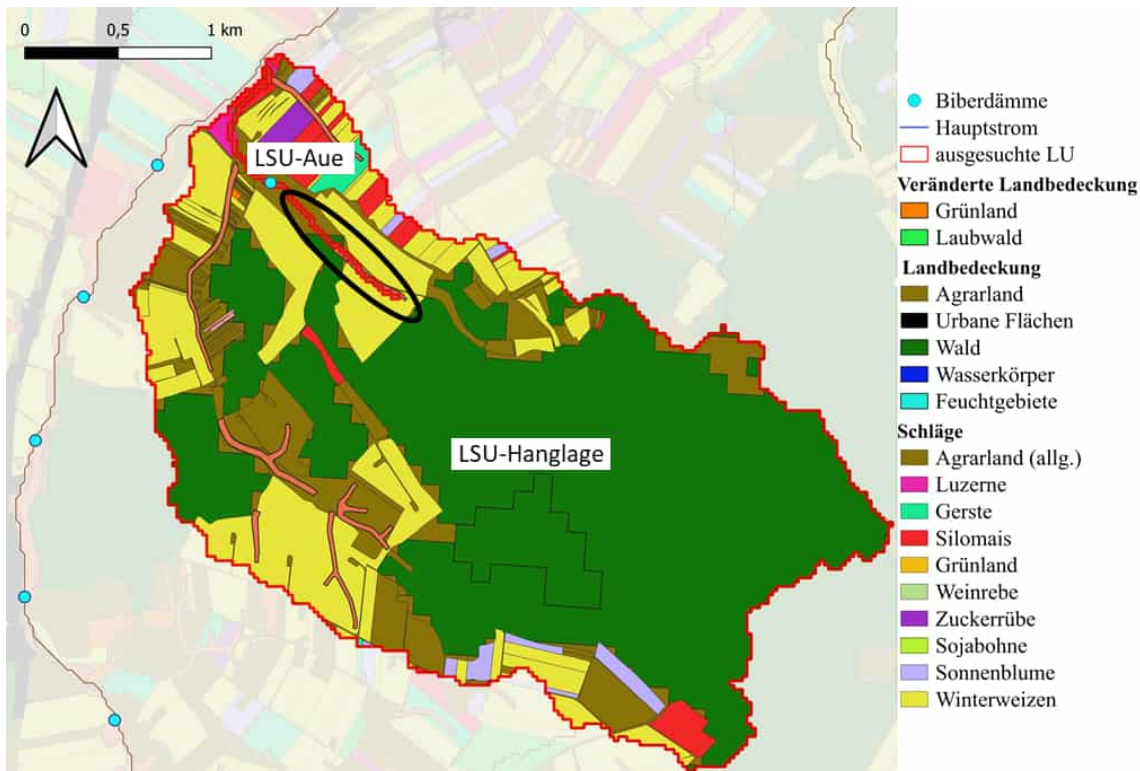 0 0,5 1 km
LSU-Aue
LSU-Hanglage
Biberdämme
Hauptstrom
ausgesuchte LU
Veränderte Landbedeckung
Grünland
Laubwald
Landbedeckung
Agrarland
Urbane Flächen
Wald
Wasserkörper
Feuchtgebiete
Schläge
Agrarland (allg.)
Luzerne
Gerste
Silomais
Grünland
Weinrebe
Zuckerrübe
Sojabohne
Sonnenblume
Winterweizen